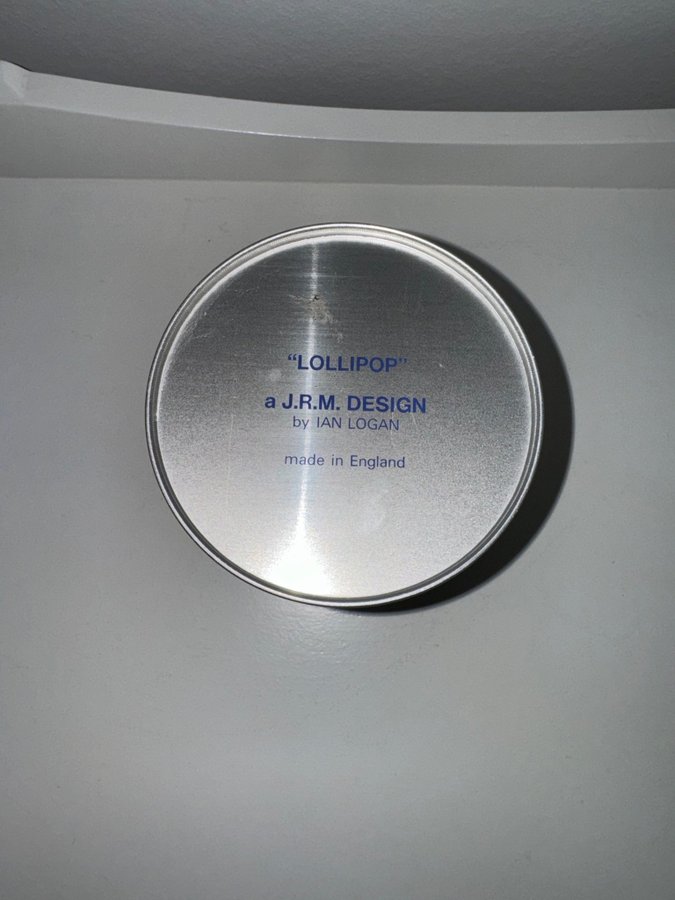 “LOLLIPOP”
a J.R.M. DESIGN
by IAN LOGAN
made in England